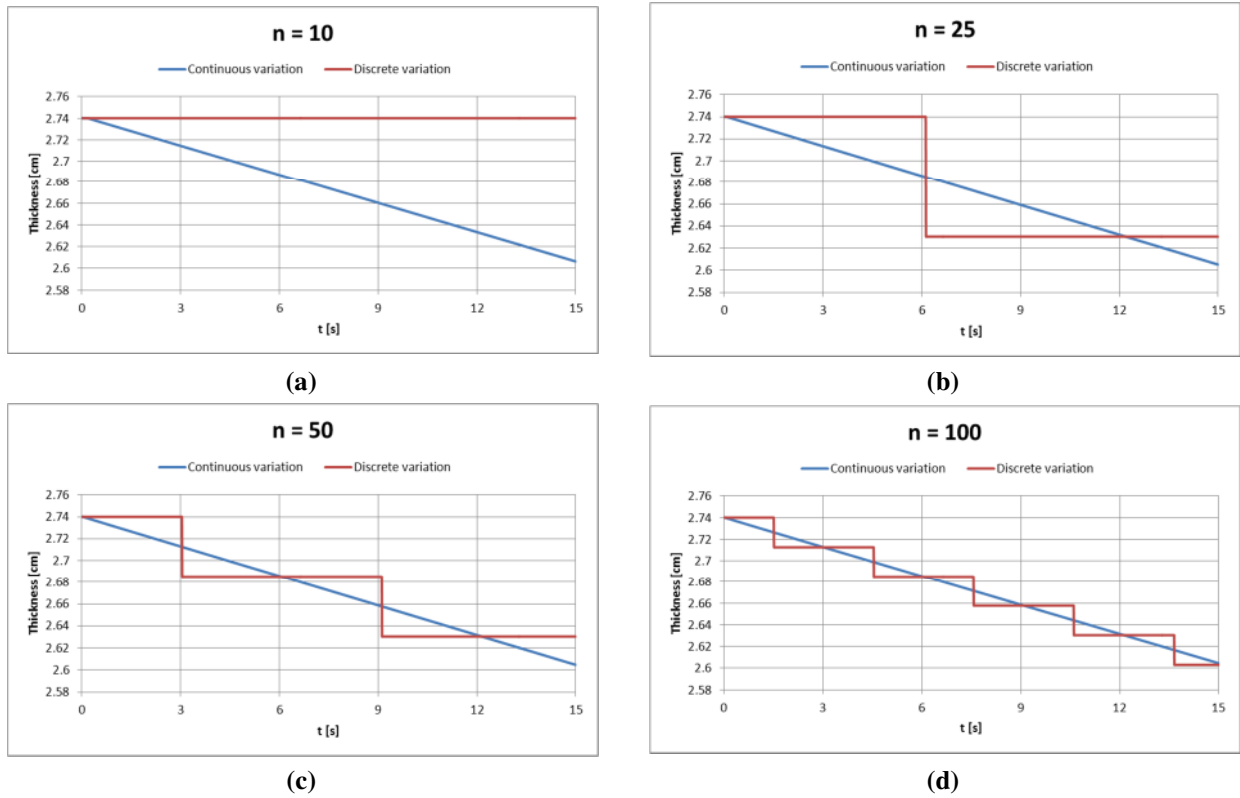 n = 10
Continuous variation Discrete variation
Thickness [cm]
2.76
2.74
2.72
2.7
2.68
2.66
2.64
2.62
2.6
2.58
0 3 6 9 12 15
t [s]
(a)
n = 25
Continuous variation Discrete variation
Thickness [cm]
2.76
2.74
2.72
2.7
2.68
2.66
2.64
2.62
2.6
2.58
0 3 6 9 12 15
t [s]
(b)
n = 50
Continuous variation Discrete variation
Thickness [cm]
2.76
2.74
2.72
2.7
2.68
2.66
2.64
2.62
2.6
2.58
0 3 6 9 12 15
t [s]
(c)
n = 100
Continuous variation Discrete variation
Thickness [cm]
2.76
2.74
2.72
2.7
2.68
2.66
2.64
2.62
2.6
2.58
0 3 6 9 12 15
t [s]
(d)